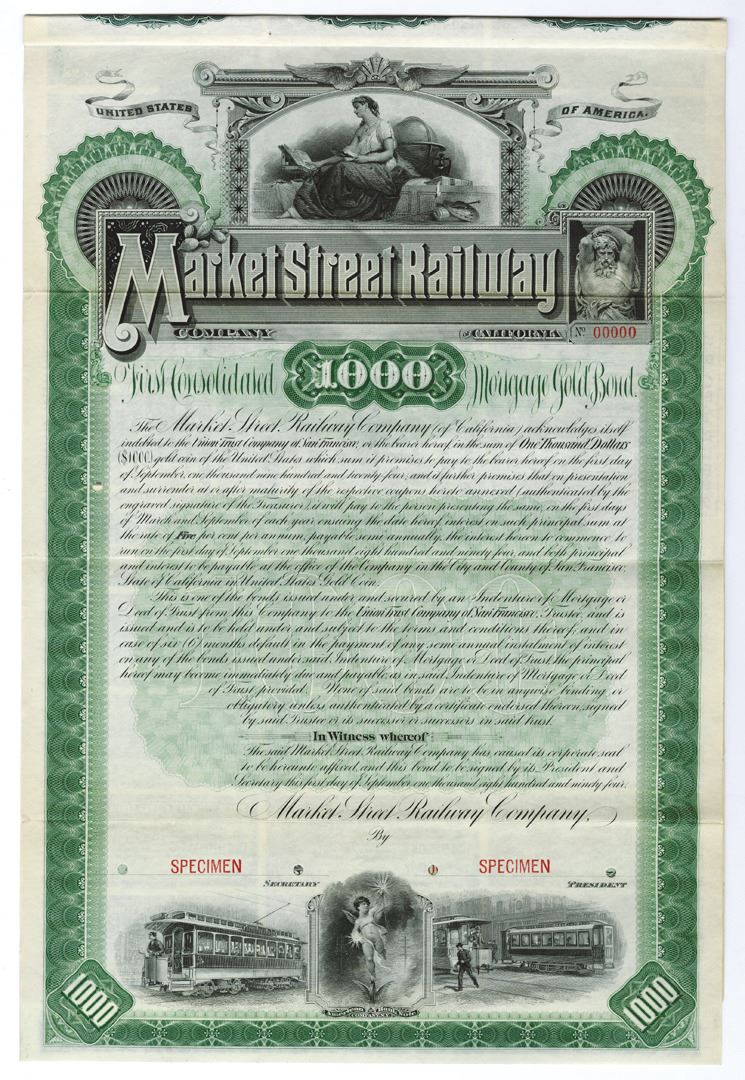 UNITED STATES
OF AMERICA.
Market Street Railway
COMPANY
(OF CALIFORNIA)
No 00000
First Consolidated
1000
Mortgage Gold Bond.
The Market Street Railway Company (of California) acknowledges itself
indebted to the Union Trust Company of San Francisco, or the bearer hereof, in the sum of One Thousand Dollars
($1000) gold coin of the United States which sum it promises to pay to the bearer hereof on the first day
of September, one thousand nine hundred and twenty four, and it further promises that on presentation
and surrender at or after maturity of the respective coupons hereto annexed (authenticated by the
engraved signature of the Treasurer) it will pay to the person presenting the same, on the first days
of March and September of each year ensuing the date hereof, interest on such principal sum at
the rate of Five per cent per annum, payable semi annually, the interest hereon to commence to
run on the first day of September one thousand eight hundred and ninety four, and both principal
and interest to be payable at the office of the Company in the City and County of San Francisco,
State of California in United States Gold Coin.
This is one of the bonds issued under and secured by an Indenture of Mortgage or
Deed of Trust from this Company to the Union Trust Company of San Francisco, Trustee, and is
issued and is to be held under and subject to the terms and conditions thereof; and in
case of six (6) months default in the payment of any semi annual instalment of interest
on any of the bonds issued under said Indenture of Mortgage or Deed of Trust the principal
hereof may become immediately due and payable, as in said Indenture of Mortgage or Deed
of Trust provided. None of said bonds are to be in anywise binding, or
obligatory unless authenticated by a certificate endorsed thereon, signed
by said Trustee or its successor or successors in said trust.
In Witness whereof
The said Market Street Railway Company has caused its corporate seal
to be hereunto affixed, and this bond to be signed by its President and
Secretary this first day of September one thousand eight hundred and ninety four.
Market Street Railway Company,
By
SPECIMEN
SPECIMEN
SECRETARY
PRESIDENT
1000
1000